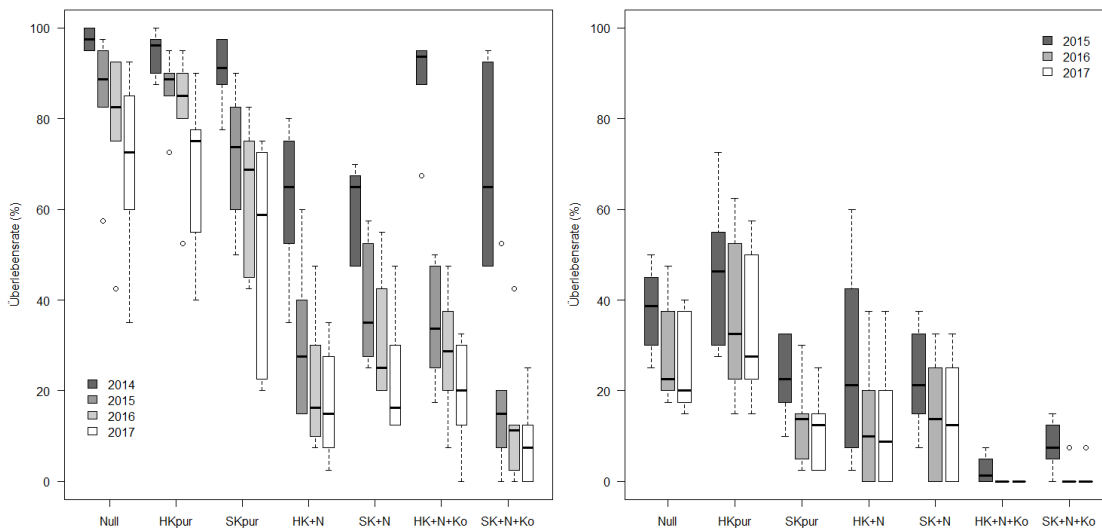 Überlebensrate (%)
100
80
60
40
20
0
2014
2015
2016
2017
Null
HKpur
SKpur
HK+N
SK+N
HK+N+Ko
SK+N+Ko
Überlebensrate (%)
100
80
60
40
20
0
2015
2016
2017
Null
HKpur
SKpur
HK+N
SK+N
HK+N+Ko
SK+N+Ko